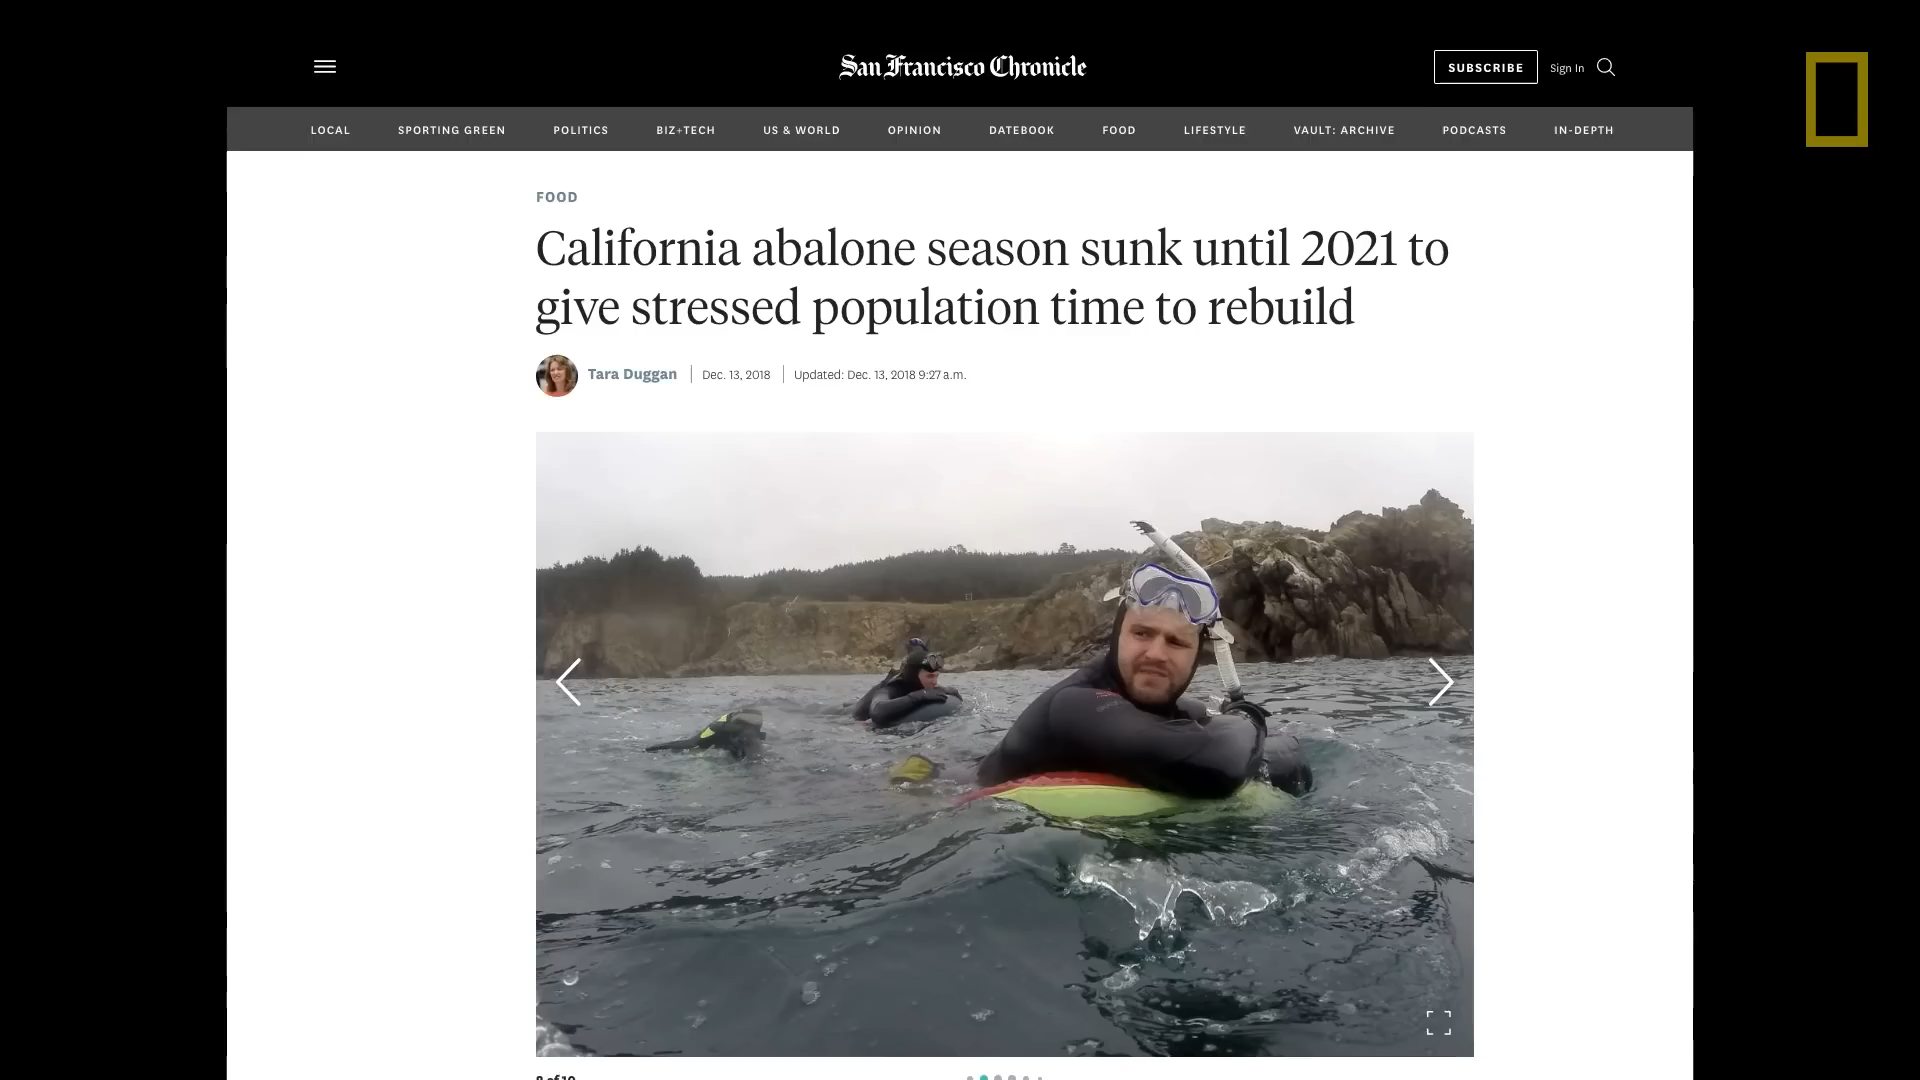 San Francisco Chronicle
SUBSCRIBE
Sign In
LOCAL SPORTING GREEN POLITICS BIZ+TECH US & WORLD OPINION DATEBOOK FOOD LIFESTYLE VAULT: ARCHIVE PODCASTS IN-DEPTH
FOOD
California abalone season sunk until 2021 to
give stressed population time to rebuild
Tara Duggan Dec. 13, 2018 Updated: Dec. 13, 2018 9:27 a.m.